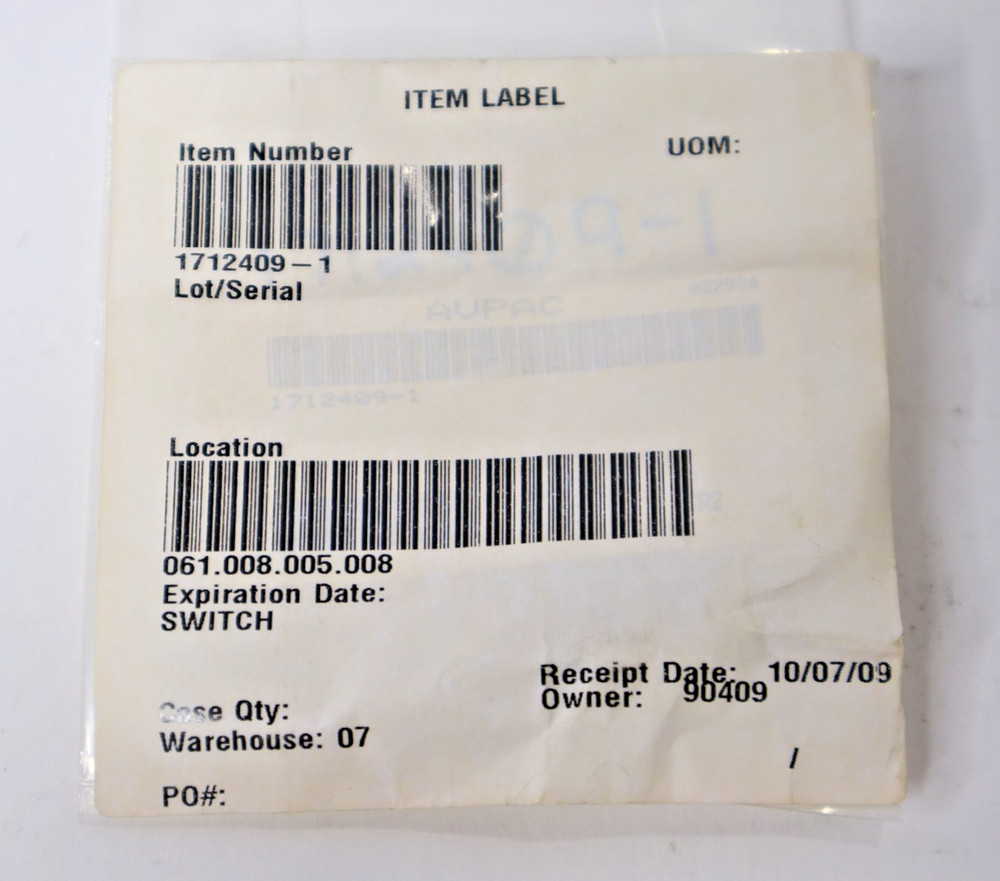 ITEM LABEL
Item Number
UOM:
1712409-1
Lot/Serial
AUPAC
1712409-1
Location
R2
061.008.005.008
Expiration Date:
SWITCH
Receipt Date: 10/07/09
Owner: 90409
Case Qty:
Warehouse: 07
/
PO#: